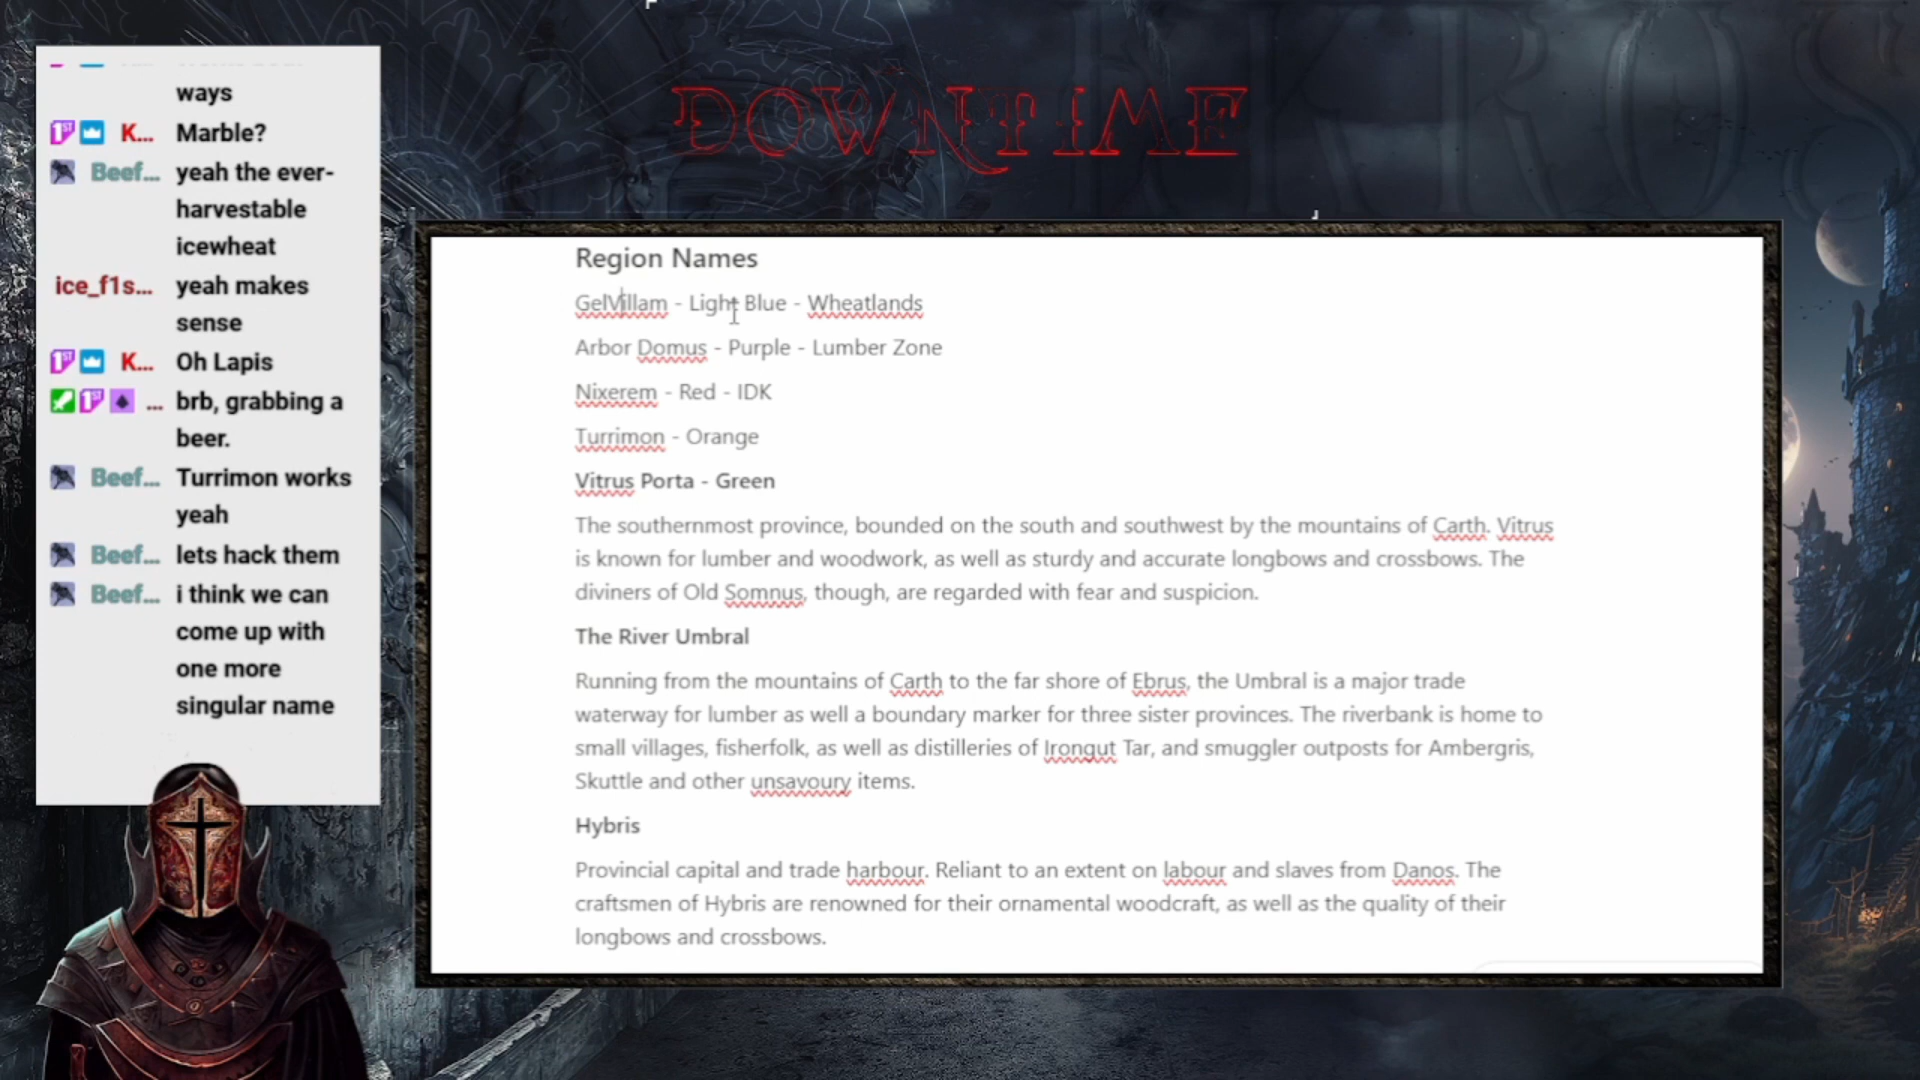 ways
K... Marble?
Beef... yeah the ever-
harvestable
icewheat
ice_f1s... yeah makes
sense
K... Oh Lapis
... brb, grabbing a
beer.
Beef... Turrimon works
yeah
Beef... lets hack them
Beef... i think we can
come up with
one more
singular name
DOWNTIME
Region Names
GelVillam - Light Blue - Wheatlands
Arbor Domus - Purple - Lumber Zone
Nixerem - Red - IDK
Turrimon - Orange
Vitrus Porta - Green
The southernmost province, bounded on the south and southwest by the mountains of Carth. Vitrus
is known for lumber and woodwork, as well as sturdy and accurate longbows and crossbows. The
diviners of Old Somnus, though, are regarded with fear and suspicion.
The River Umbral
Running from the mountains of Carth to the far shore of Ebrus, the Umbral is a major trade
waterway for lumber as well a boundary marker for three sister provinces. The riverbank is home to
small villages, fisherfolk, as well as distilleries of Irongut Tar, and smuggler outposts for Ambergris,
Skuttle and other unsavoury items.
Hybris
Provincial capital and trade harbour. Reliant to an extent on labour and slaves from Danos. The
craftsmen of Hybris are renowned for their ornamental woodcraft, as well as the quality of their
longbows and crossbows.